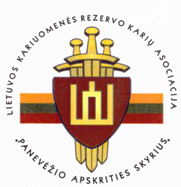 LIETUVOS KARIUOMENĖS REZERVO KARIŲ ASOCIACIJA
"PANEVĖŽIO APSKRITIES SKYRIUS"